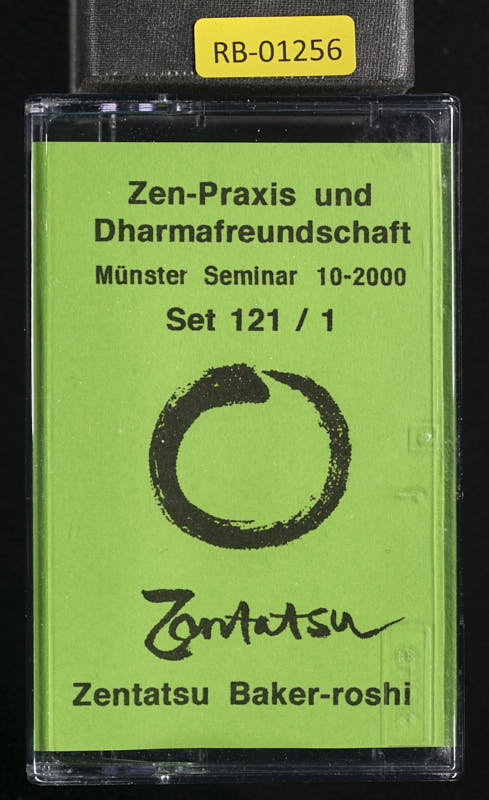 RB-01256
Zen-Praxis und
Dharmafreundschaft
Münster Seminar 10-2000
Set 121 / 1
Zentatsu
Zentatsu Baker-roshi